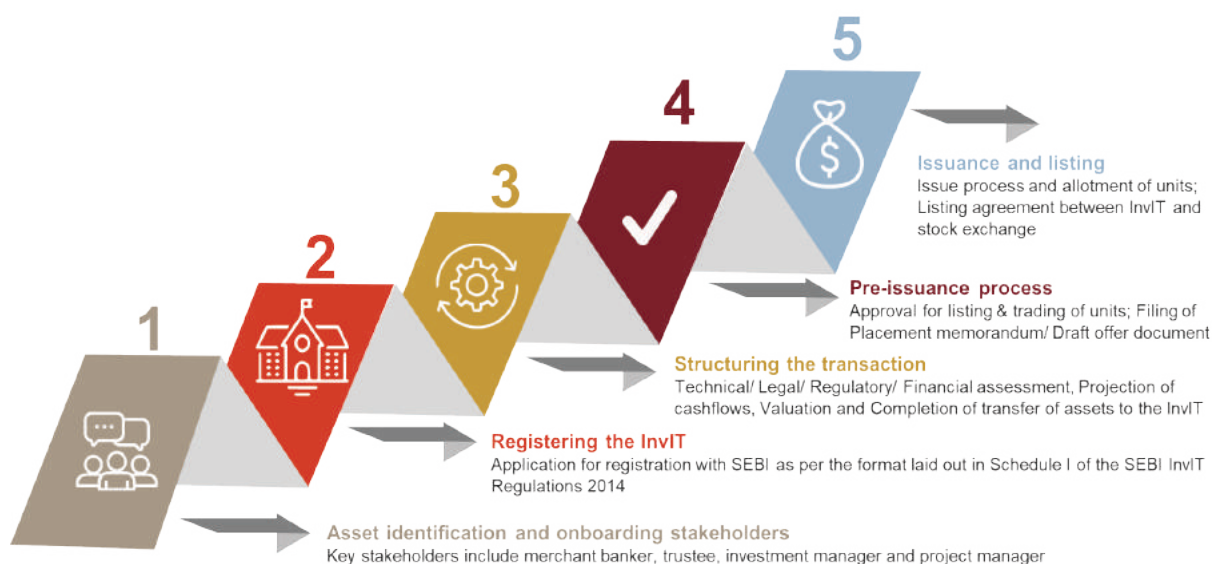 5
Issuance and listing
Issue process and allotment of units;
Listing agreement between InvIT and
stock exchange
4
Pre-issuance process
Approval for listing & trading of units; Filing of
Placement memorandum/ Draft offer document
3
Structuring the transaction
Technical/ Legal/ Regulatory/ Financial assessment, Projection of
cashflows, Valuation and Completion of transfer of assets to the InvIT
2
Registering the InvIT
Application for registration with SEBI as per the format laid out in Schedule I of the SEBI InvIT
Regulations 2014
1
Asset identification and onboarding stakeholders
Key stakeholders include merchant banker, trustee, investment manager and project manager
$